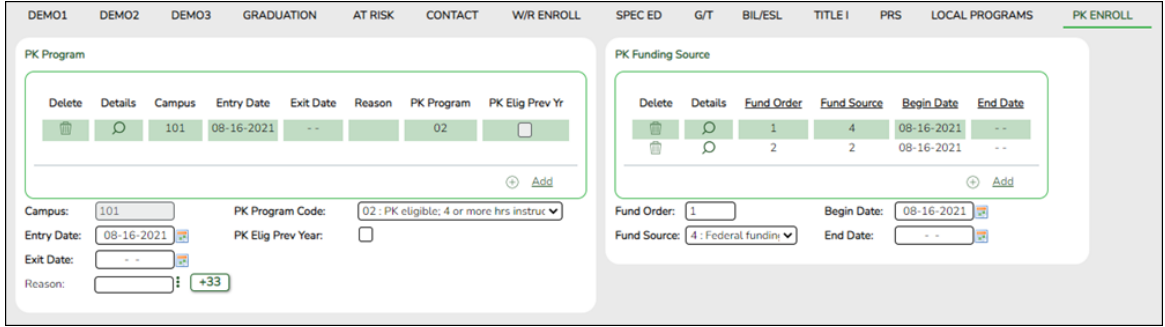 DEMO1 DEMO2 DEMO3 GRADUATION AT RISK CONTACT W/R ENROLL SPEC ED G/T BIL/ESL TITLE I PRS LOCAL PROGRAMS PK ENROLL
PK Program
Delete Details Campus Entry Date Exit Date Reason PK Program PK Elig Prev Yr
101 08-16-2021 - - 02
Add
Campus: 101 PK Program Code: 02 : PK eligible; 4 or more hrs instruc
Entry Date: 08-16-2021 PK Elig Prev Year:
Exit Date: - -
Reason: +33
PK Funding Source
Delete Details Fund Order Fund Source Begin Date End Date
1 4 08-16-2021 - -
2 2 08-16-2021 - -
Add
Fund Order: 1 Begin Date: 08-16-2021
Fund Source: 4 : Federal funding End Date: - -